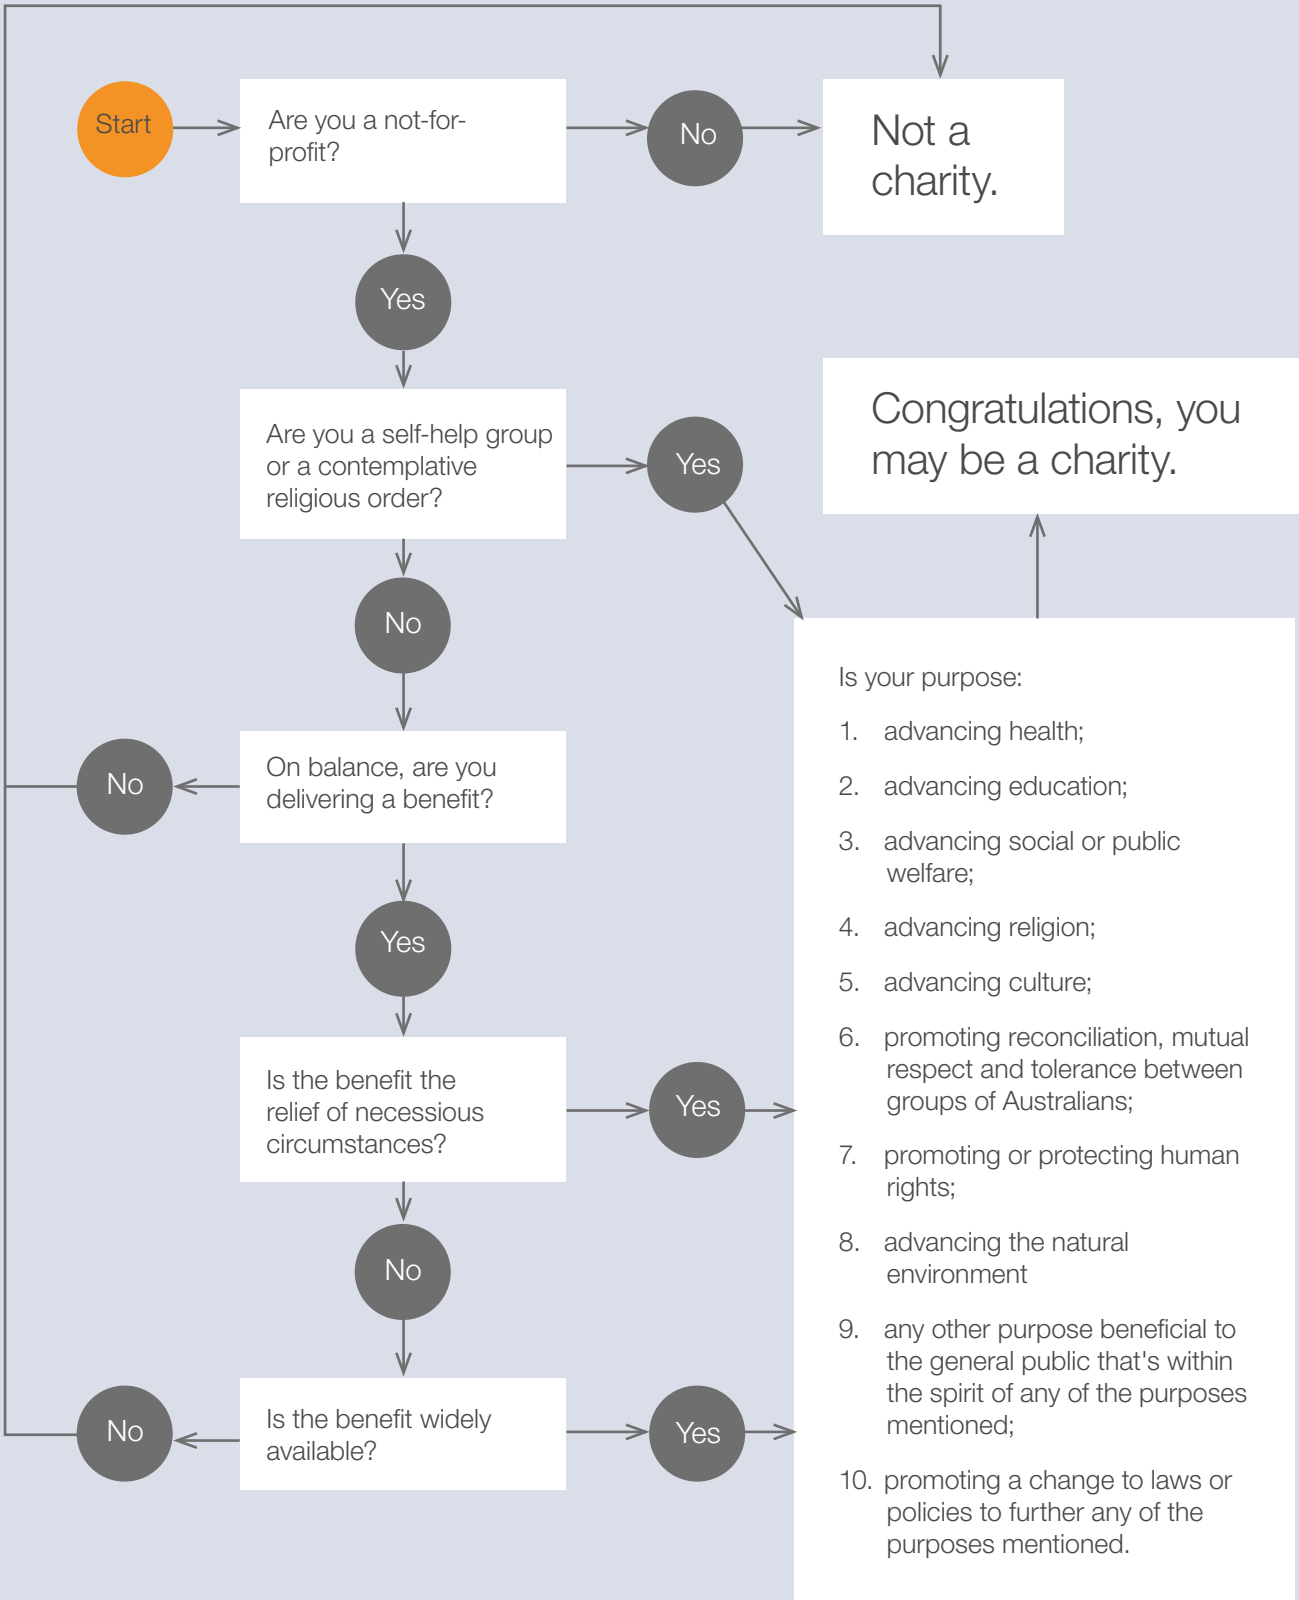 Start
Are you a not-for-
profit?
No
Not a
charity.
Yes
Are you a self-help group
or a contemplative
religious order?
Yes
Congratulations, you
may be a charity.
No
On balance, are you
delivering a benefit?
No
Yes
Is the benefit the
relief of necessious
circumstances?
Yes
No
Is the benefit widely
available?
No
Yes
Is your purpose:
1. advancing health;
2. advancing education;
3. advancing social or public
welfare;
4. advancing religion;
5. advancing culture;
6. promoting reconciliation, mutual
respect and tolerance between
groups of Australians;
7. promoting or protecting human
rights;
8. advancing the natural
environment
9. any other purpose beneficial to
the general public that's within
the spirit of any of the purposes
mentioned;
10. promoting a change to laws or
policies to further any of the
purposes mentioned.